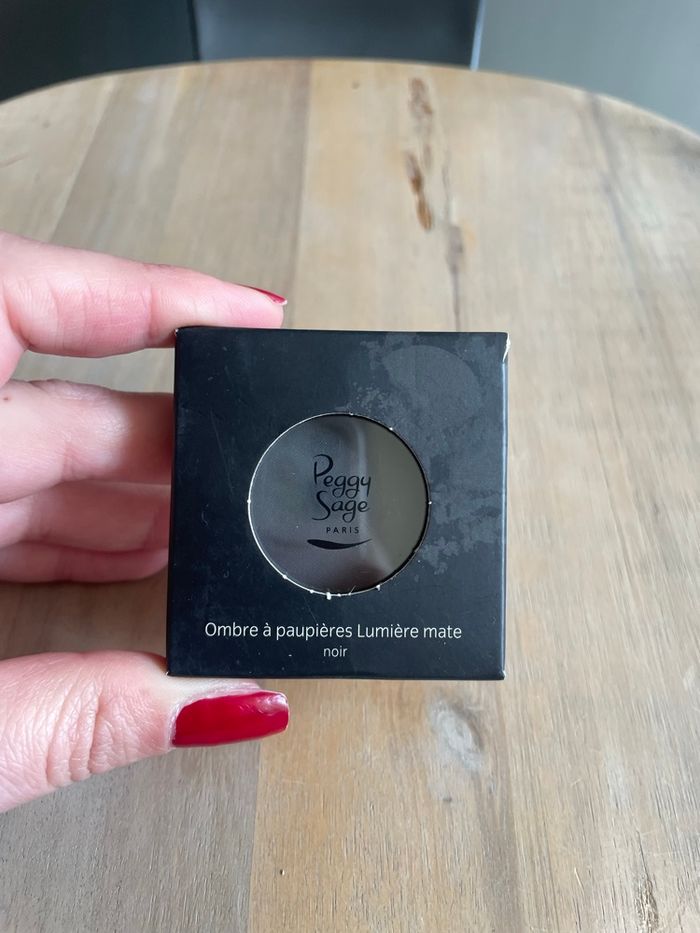 Peggy
Sage
PARIS
Ombre à paupières Lumière mate
noir